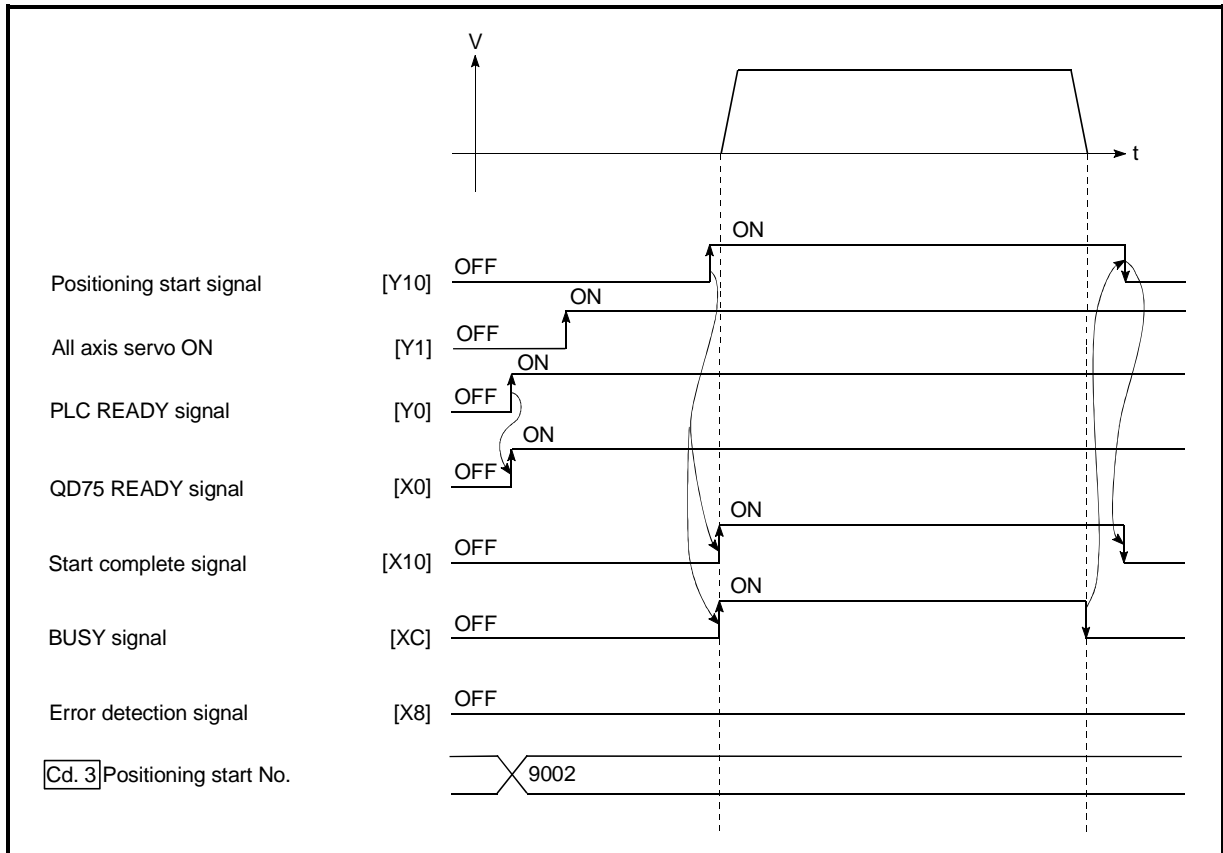 V
t
ON
Positioning start signal [Y10] OFF
ON
All axis servo ON [Y1] OFF
ON
PLC READY signal [Y0] OFF
ON
QD75 READY signal [X0] OFF
ON
Start complete signal [X10] OFF
ON
BUSY signal [XC] OFF
Error detection signal [X8] OFF
Cd. 3 Positioning start No. 9002